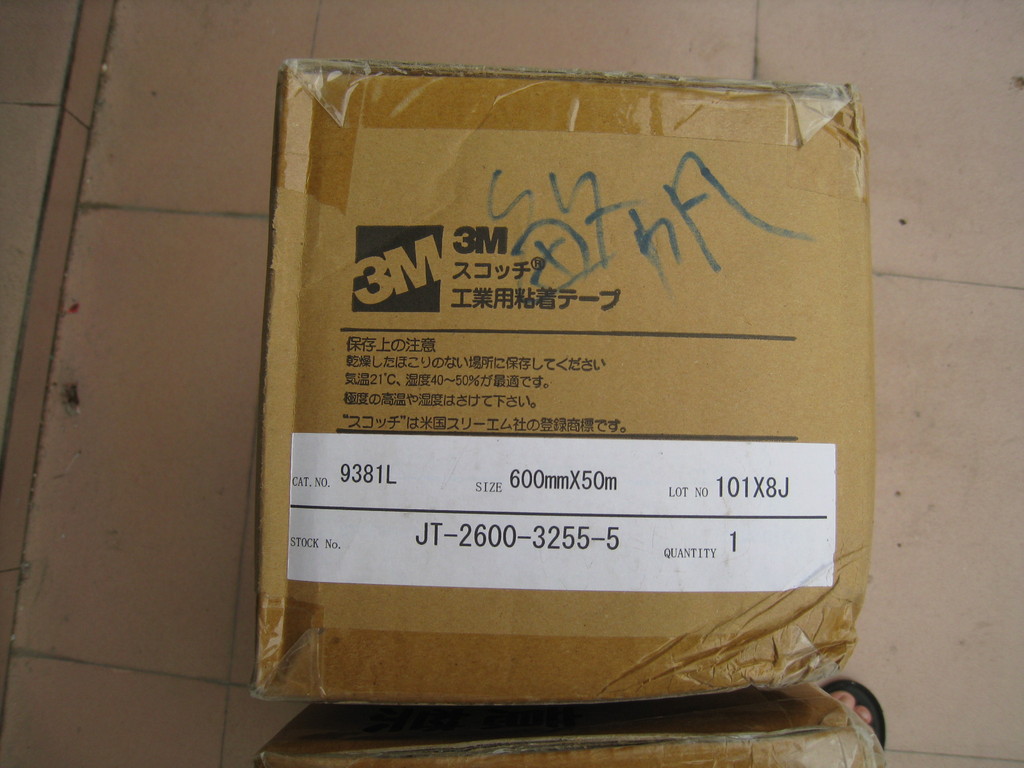 3M
3M
スコッチ®
工業用粘着テープ
保存上の注意
乾燥したほこりのない場所に保存してください
気温21℃、湿度40〜50%が最適です。
極度の高温や湿度はさけて下さい。
"スコッチ"は米国スリーエム社の登録商標です。
CAT. NO. 9381L SIZE 600mmX50m LOT NO 101X8J
STOCK No. JT-2600-3255-5 QUANTITY 1